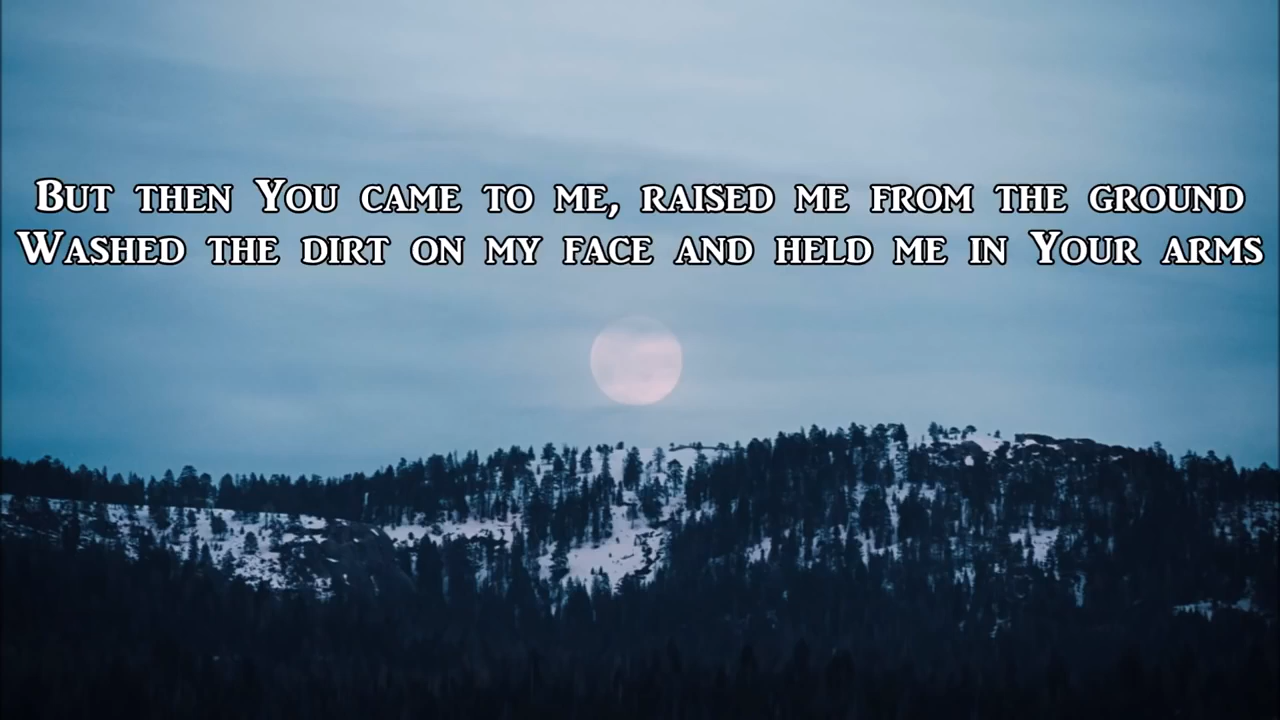 But then You came to me, raised me from the ground
Washed the dirt on my face and held me in Your arms